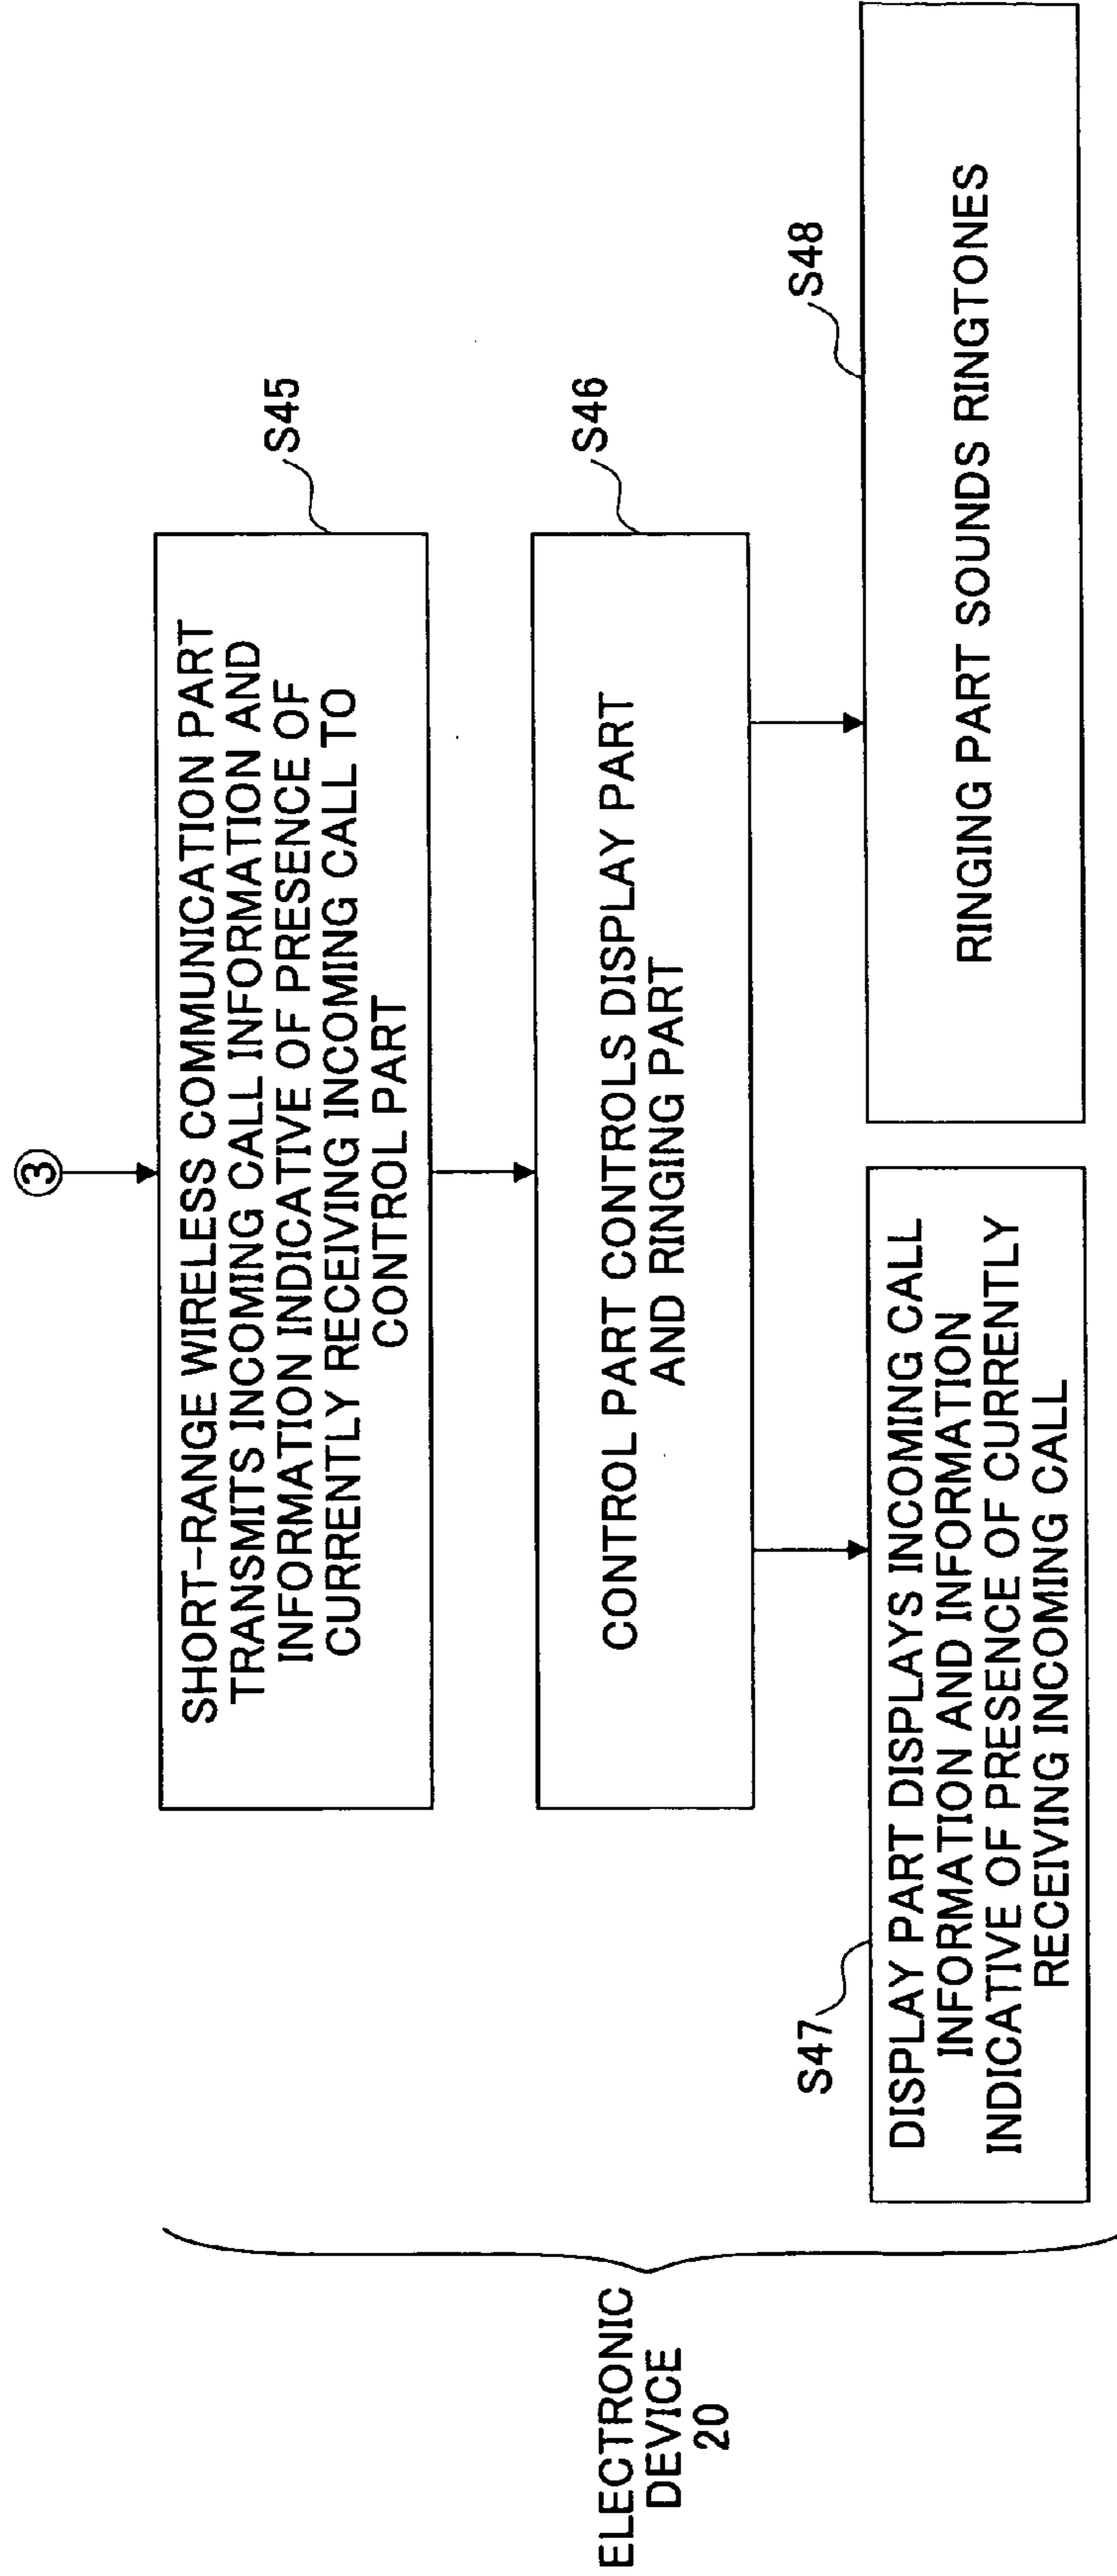 ③
S45
SHORT-RANGE WIRELESS COMMUNICATION PART
TRANSMITS INCOMING CALL INFORMATION AND
INFORMATION INDICATIVE OF PRESENCE OF
CURRENTLY RECEIVING INCOMING CALL TO
CONTROL PART
S46
CONTROL PART CONTROLS DISPLAY PART
AND RINGING PART
S47
DISPLAY PART DISPLAYS INCOMING CALL
INFORMATION AND INFORMATION
INDICATIVE OF PRESENCE OF CURRENTLY
RECEIVING INCOMING CALL
S48
RINGING PART SOUNDS RINGTONES
ELECTRONIC
DEVICE
20